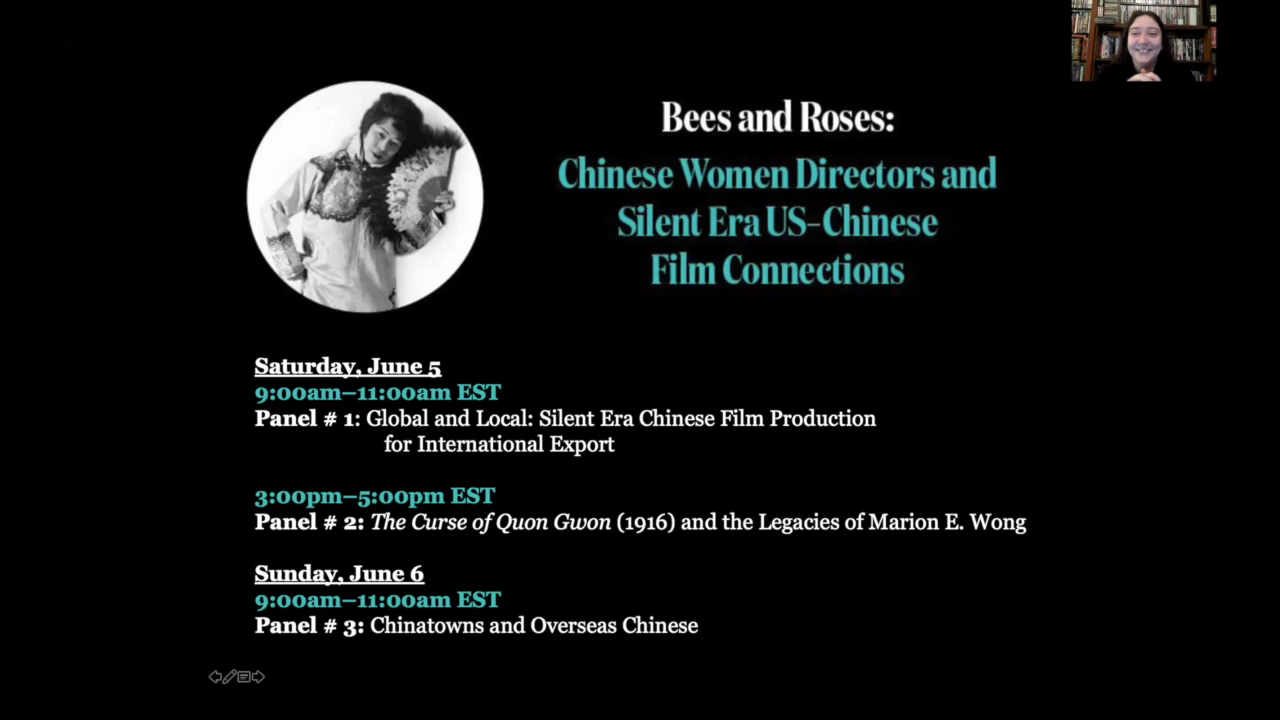 Bees and Roses:
Chinese Women Directors and
Silent Era US–Chinese
Film Connections
Saturday, June 5
9:00am–11:00am EST
Panel # 1: Global and Local: Silent Era Chinese Film Production
for International Export
3:00pm–5:00pm EST
Panel # 2: The Curse of Quon Gwon (1916) and the Legacies of Marion E. Wong
Sunday, June 6
9:00am–11:00am EST
Panel # 3: Chinatowns and Overseas Chinese